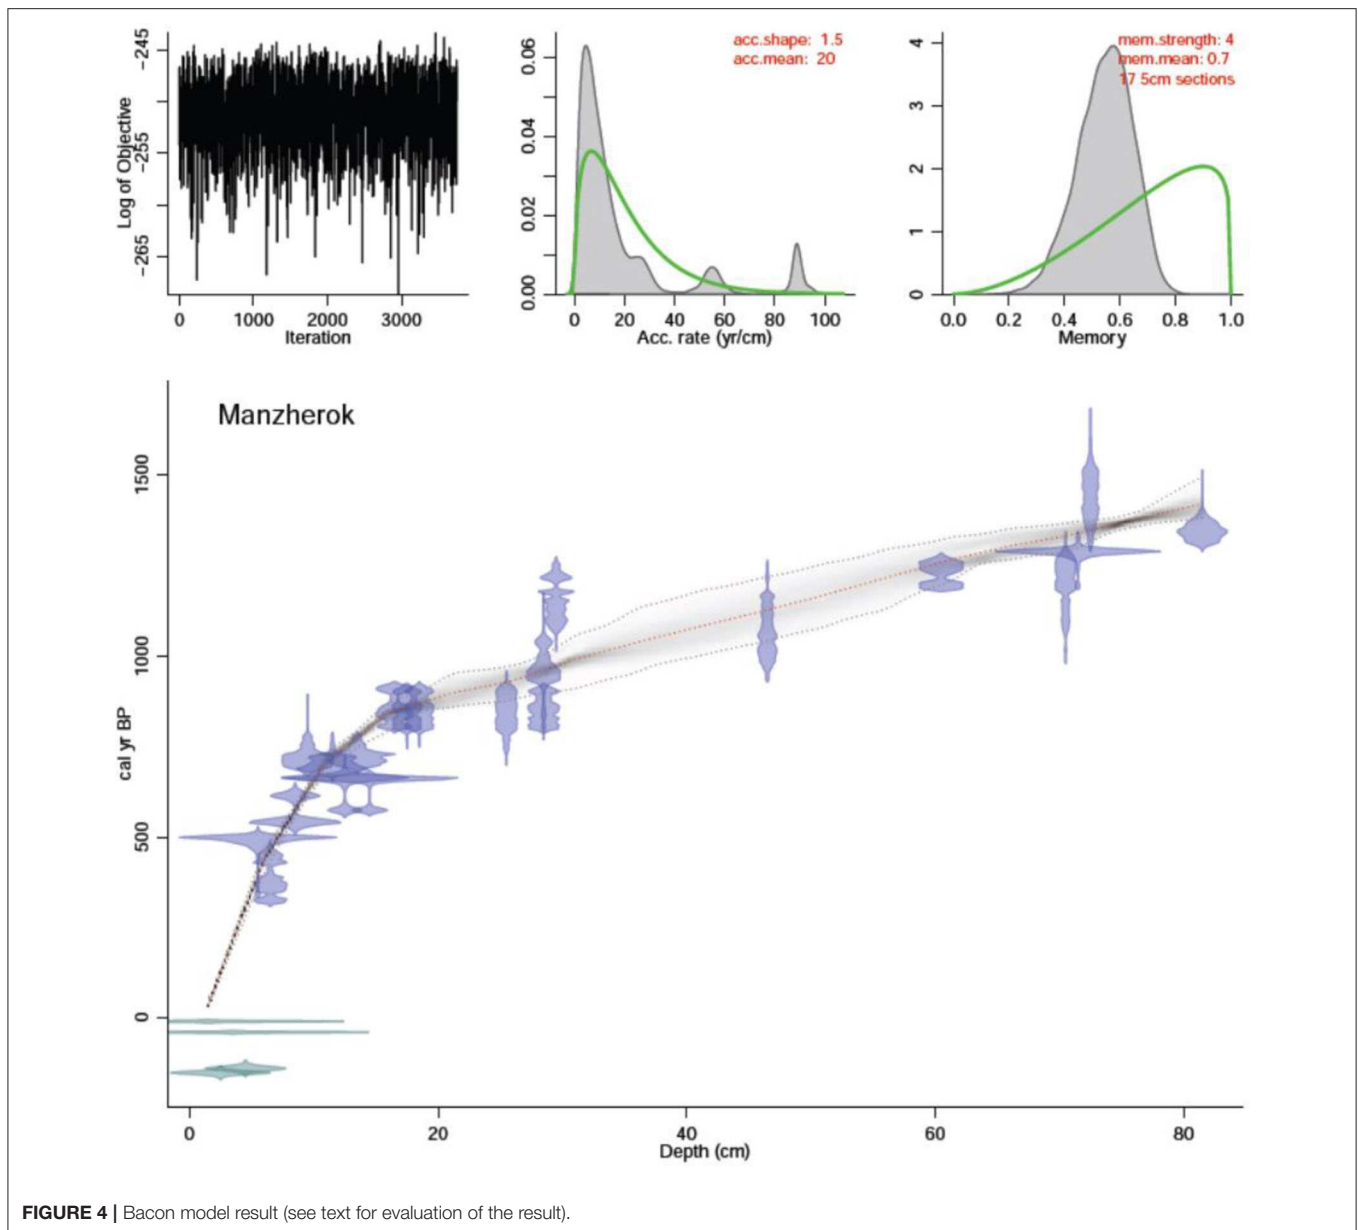 -245
-255
-265
Log of Objective
0 1000 2000 3000
Iteration
acc.shape: 1.5
acc.mean: 20
0.06
0.04
0.02
0.00
0 20 40 60 80 100
Acc. rate (yr/cm)
mem.strength: 4
mem.mean: 0.7
17 5cm sections
4
3
2
1
0
0.0 0.2 0.4 0.6 0.8 1.0
Memory
Manzherok
1500
1000
500
0
cal yr BP
0 20 40 60 80
Depth (cm)
FIGURE 4 | Bacon model result (see text for evaluation of the result).